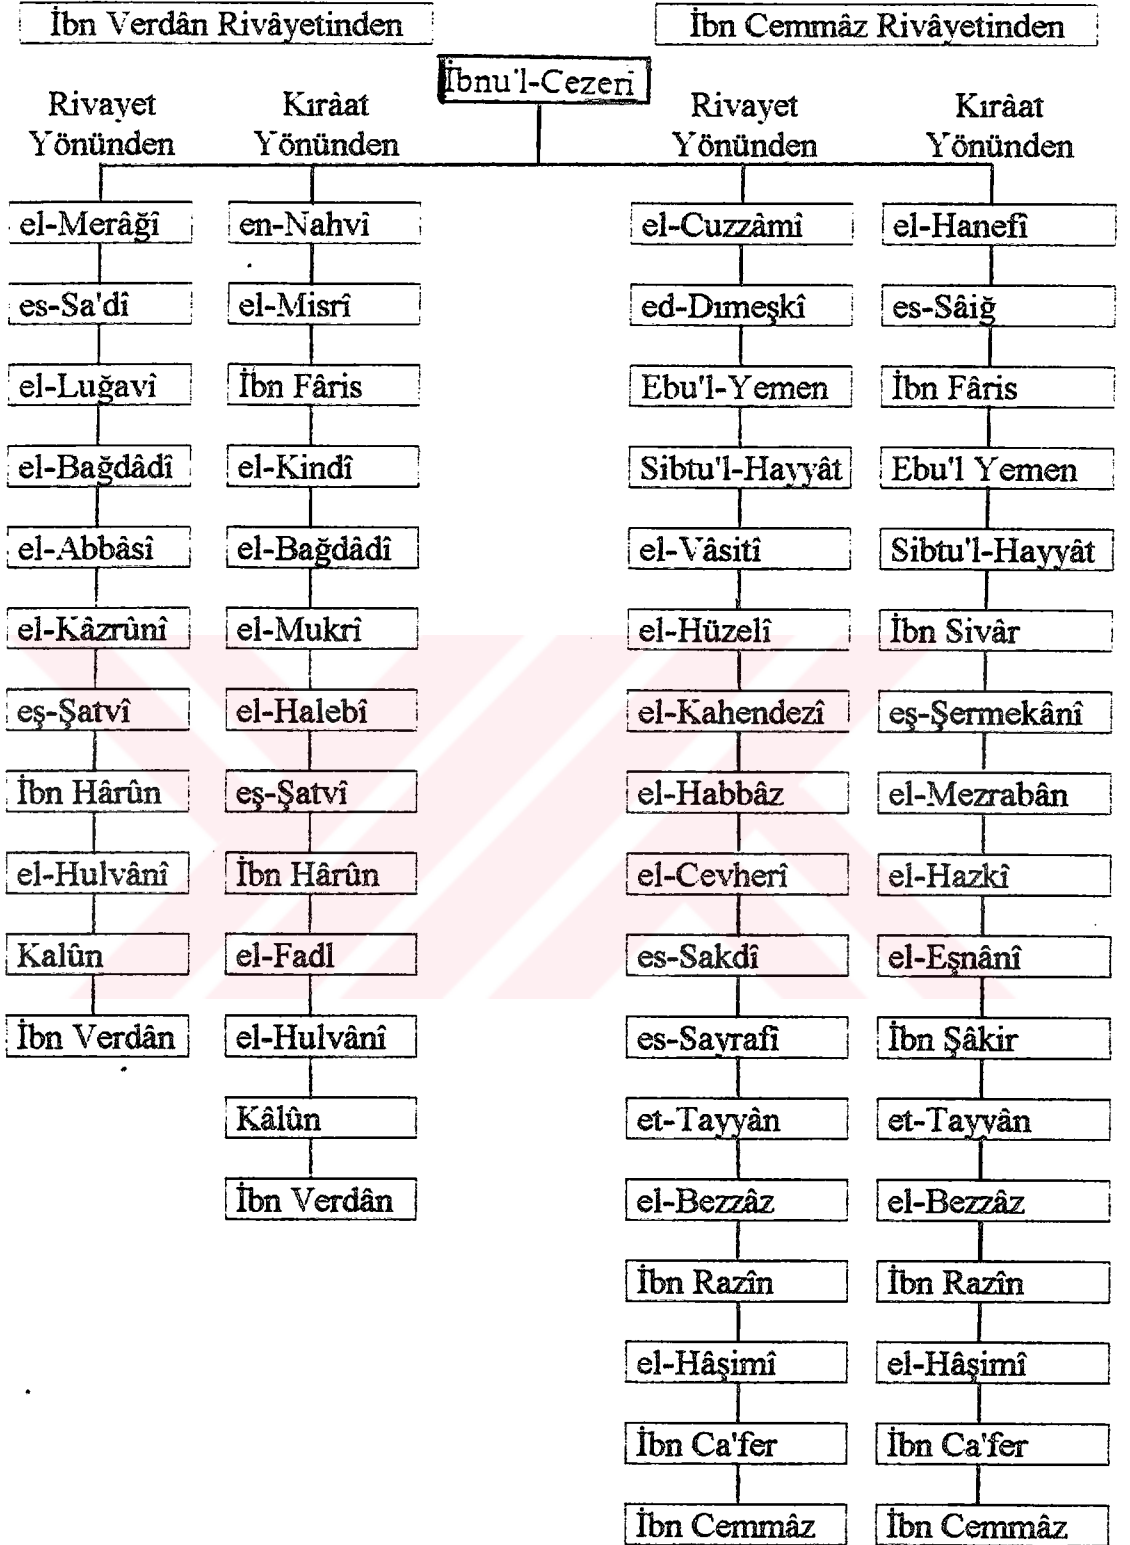 İbn Verdân Rivâyetinden
İbn Cemmâz Rivâyetinden
İbnu'l-Cezerî
Rivayet
Yönünden
Kırâat
Yönünden
Rivayet
Yönünden
Kırâat
Yönünden
el-Merâğî
es-Sa'dî
el-Luğavî
el-Bağdâdî
el-Abbâsî
el-Kâzrûnî
eş-Şatvî
İbn Hârûn
el-Hulvânî
Kalûn
İbn Verdân
en-Nahvî
el-Misrî
İbn Fâris
el-Kindî
el-Bağdâdî
el-Mukrî
el-Halebî
eş-Şatvî
İbn Hârûn
el-Fadl
el-Hulvânî
Kâlûn
İbn Verdân
el-Cuzzâmî
ed-Dımeşkî
Ebu'l-Yemen
Sibtu'l-Hayyât
el-Vâsitî
el-Hüzelî
el-Kahendezî
el-Habbâz
el-Cevherî
es-Sakdî
es-Sayrafî
et-Tayyân
el-Bezzâz
İbn Razîn
el-Hâşimî
İbn Ca'fer
İbn Cemmâz
el-Hanefî
es-Sâiğ
İbn Fâris
Ebu'l Yemen
Sibtu'l-Hayyât
İbn Sivâr
eş-Şermekânî
el-Mezrabân
el-Hazkî
el-Eşnânî
İbn Şâkir
et-Tayyân
el-Bezzâz
İbn Razîn
el-Hâşimî
İbn Ca'fer
İbn Cemmâz